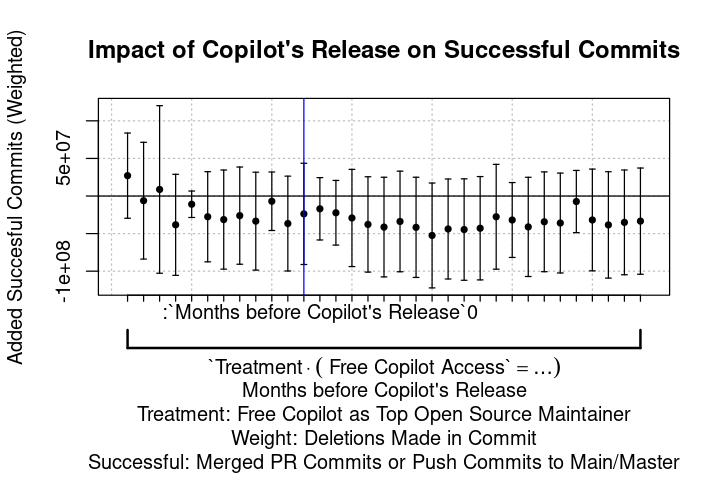 Impact of Copilot's Release on Successful Commits
Added Succesful Commits (Weighted)
5e+07
-1e+08
:`Months before Copilot's Release`0
`Treatment · ( Free Copilot Access` = …)
Months before Copilot's Release
Treatment: Free Copilot as Top Open Source Maintainer
Weight: Deletions Made in Commit
Successful: Merged PR Commits or Push Commits to Main/Master